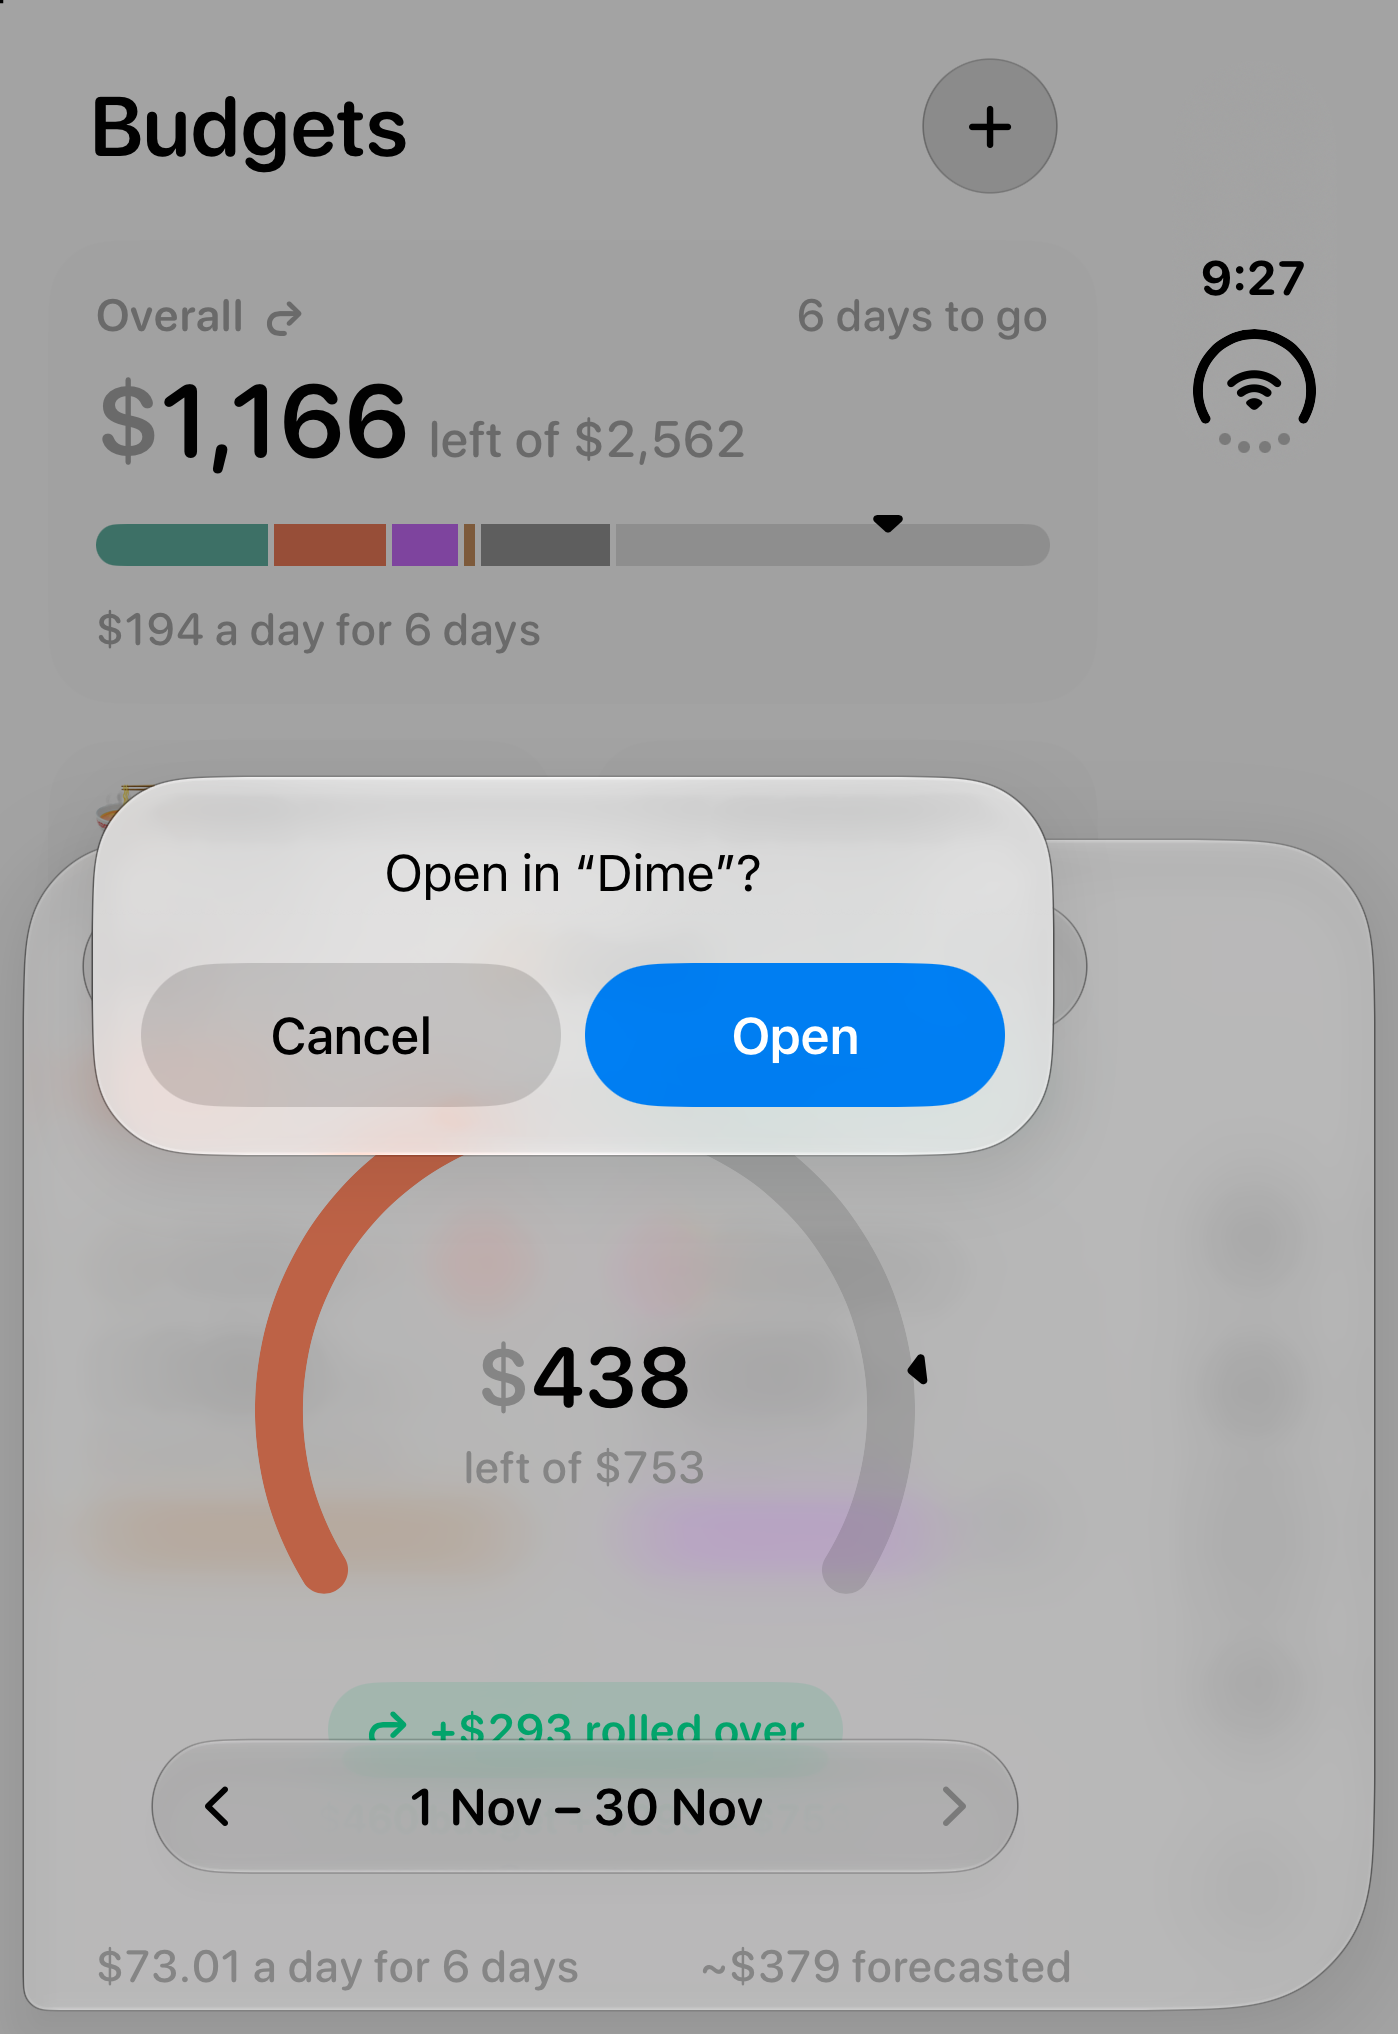 Budgets
9:27
Overall
6 days to go
$1,166 left of $2,562
$194 a day for 6 days
Open in “Dime”?
Cancel
Open
$438
left of $753
+$293 rolled over
1 Nov – 30 Nov
$73.01 a day for 6 days
~$379 forecasted